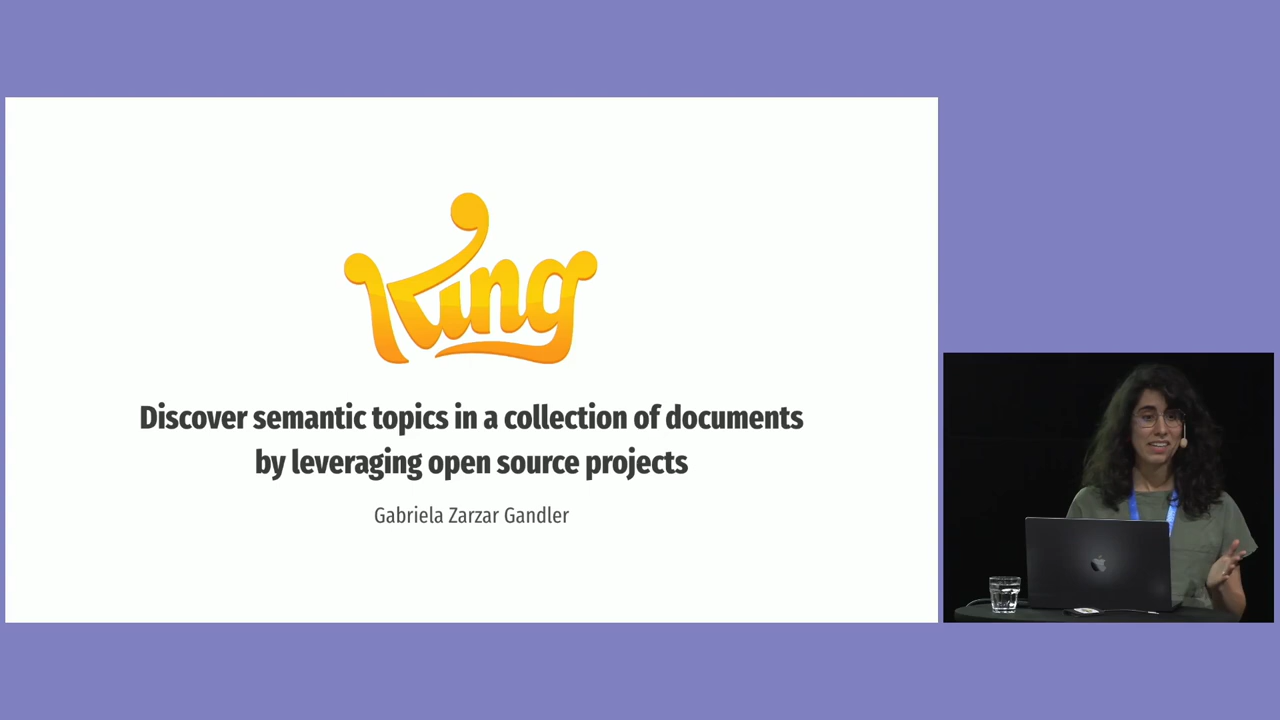 King
Discover semantic topics in a collection of documents
by leveraging open source projects
Gabriela Zarzar Gandler